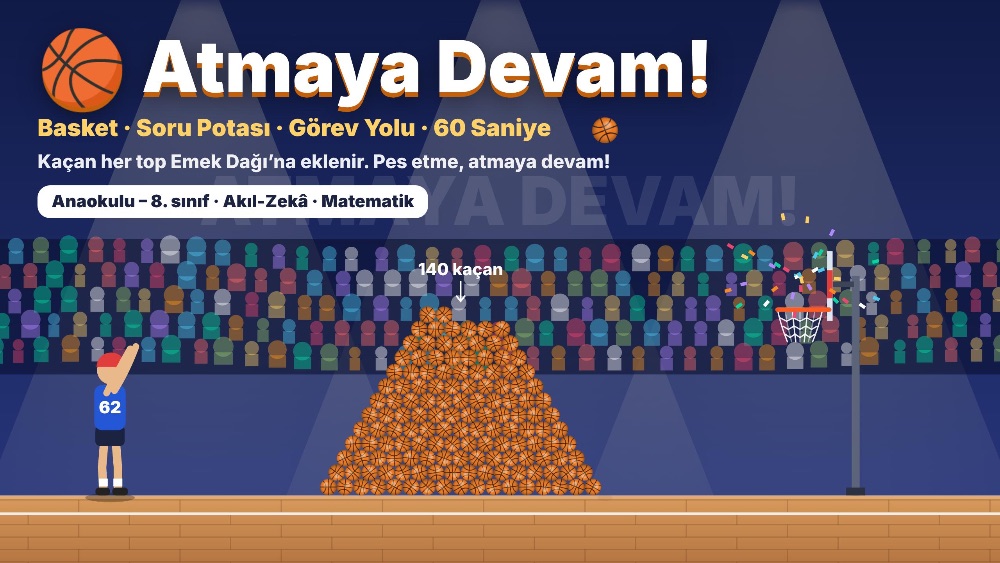 Atmaya Devam!
Basket · Soru Potası · Görev Yolu · 60 Saniye
Kaçan her top Emek Dağı’na eklenir. Pes etme, atmaya devam!
ATMAYA DEVAM!
Anaokulu – 8. sınıf · Akıl-Zekâ · Matematik
140 kaçan
62